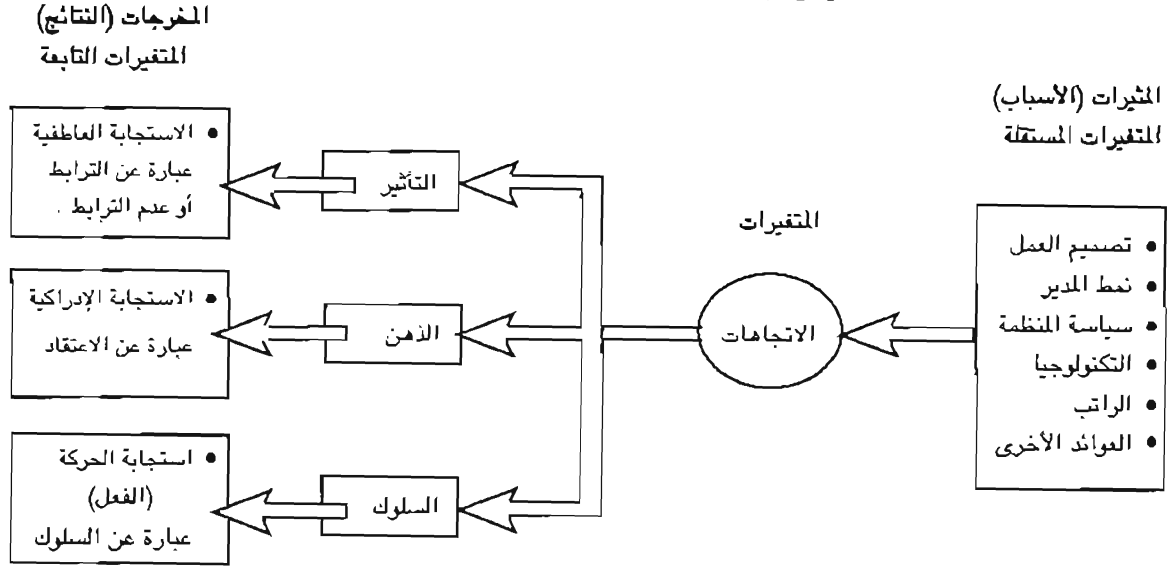 المثيرات (الأسباب)
المتغيرات المستقلة
• تصميم العمل
• نمط المدير
• سياسة المنظمة
• التكنولوجيا
• الراتب
• العوائد الأخرى
المتغيرات
الاتجاهات
التأثير
الذهن
السلوك
المخرجات (النتائج)
المتغيرات التابعة
• الاستجابة العاطفية
عبارة عن الترابط
أو عدم الترابط .
• الاستجابة الإدراكية
عبارة عن الاعتقاد
• استجابة الحركة
(الفعل)
عبارة عن السلوك